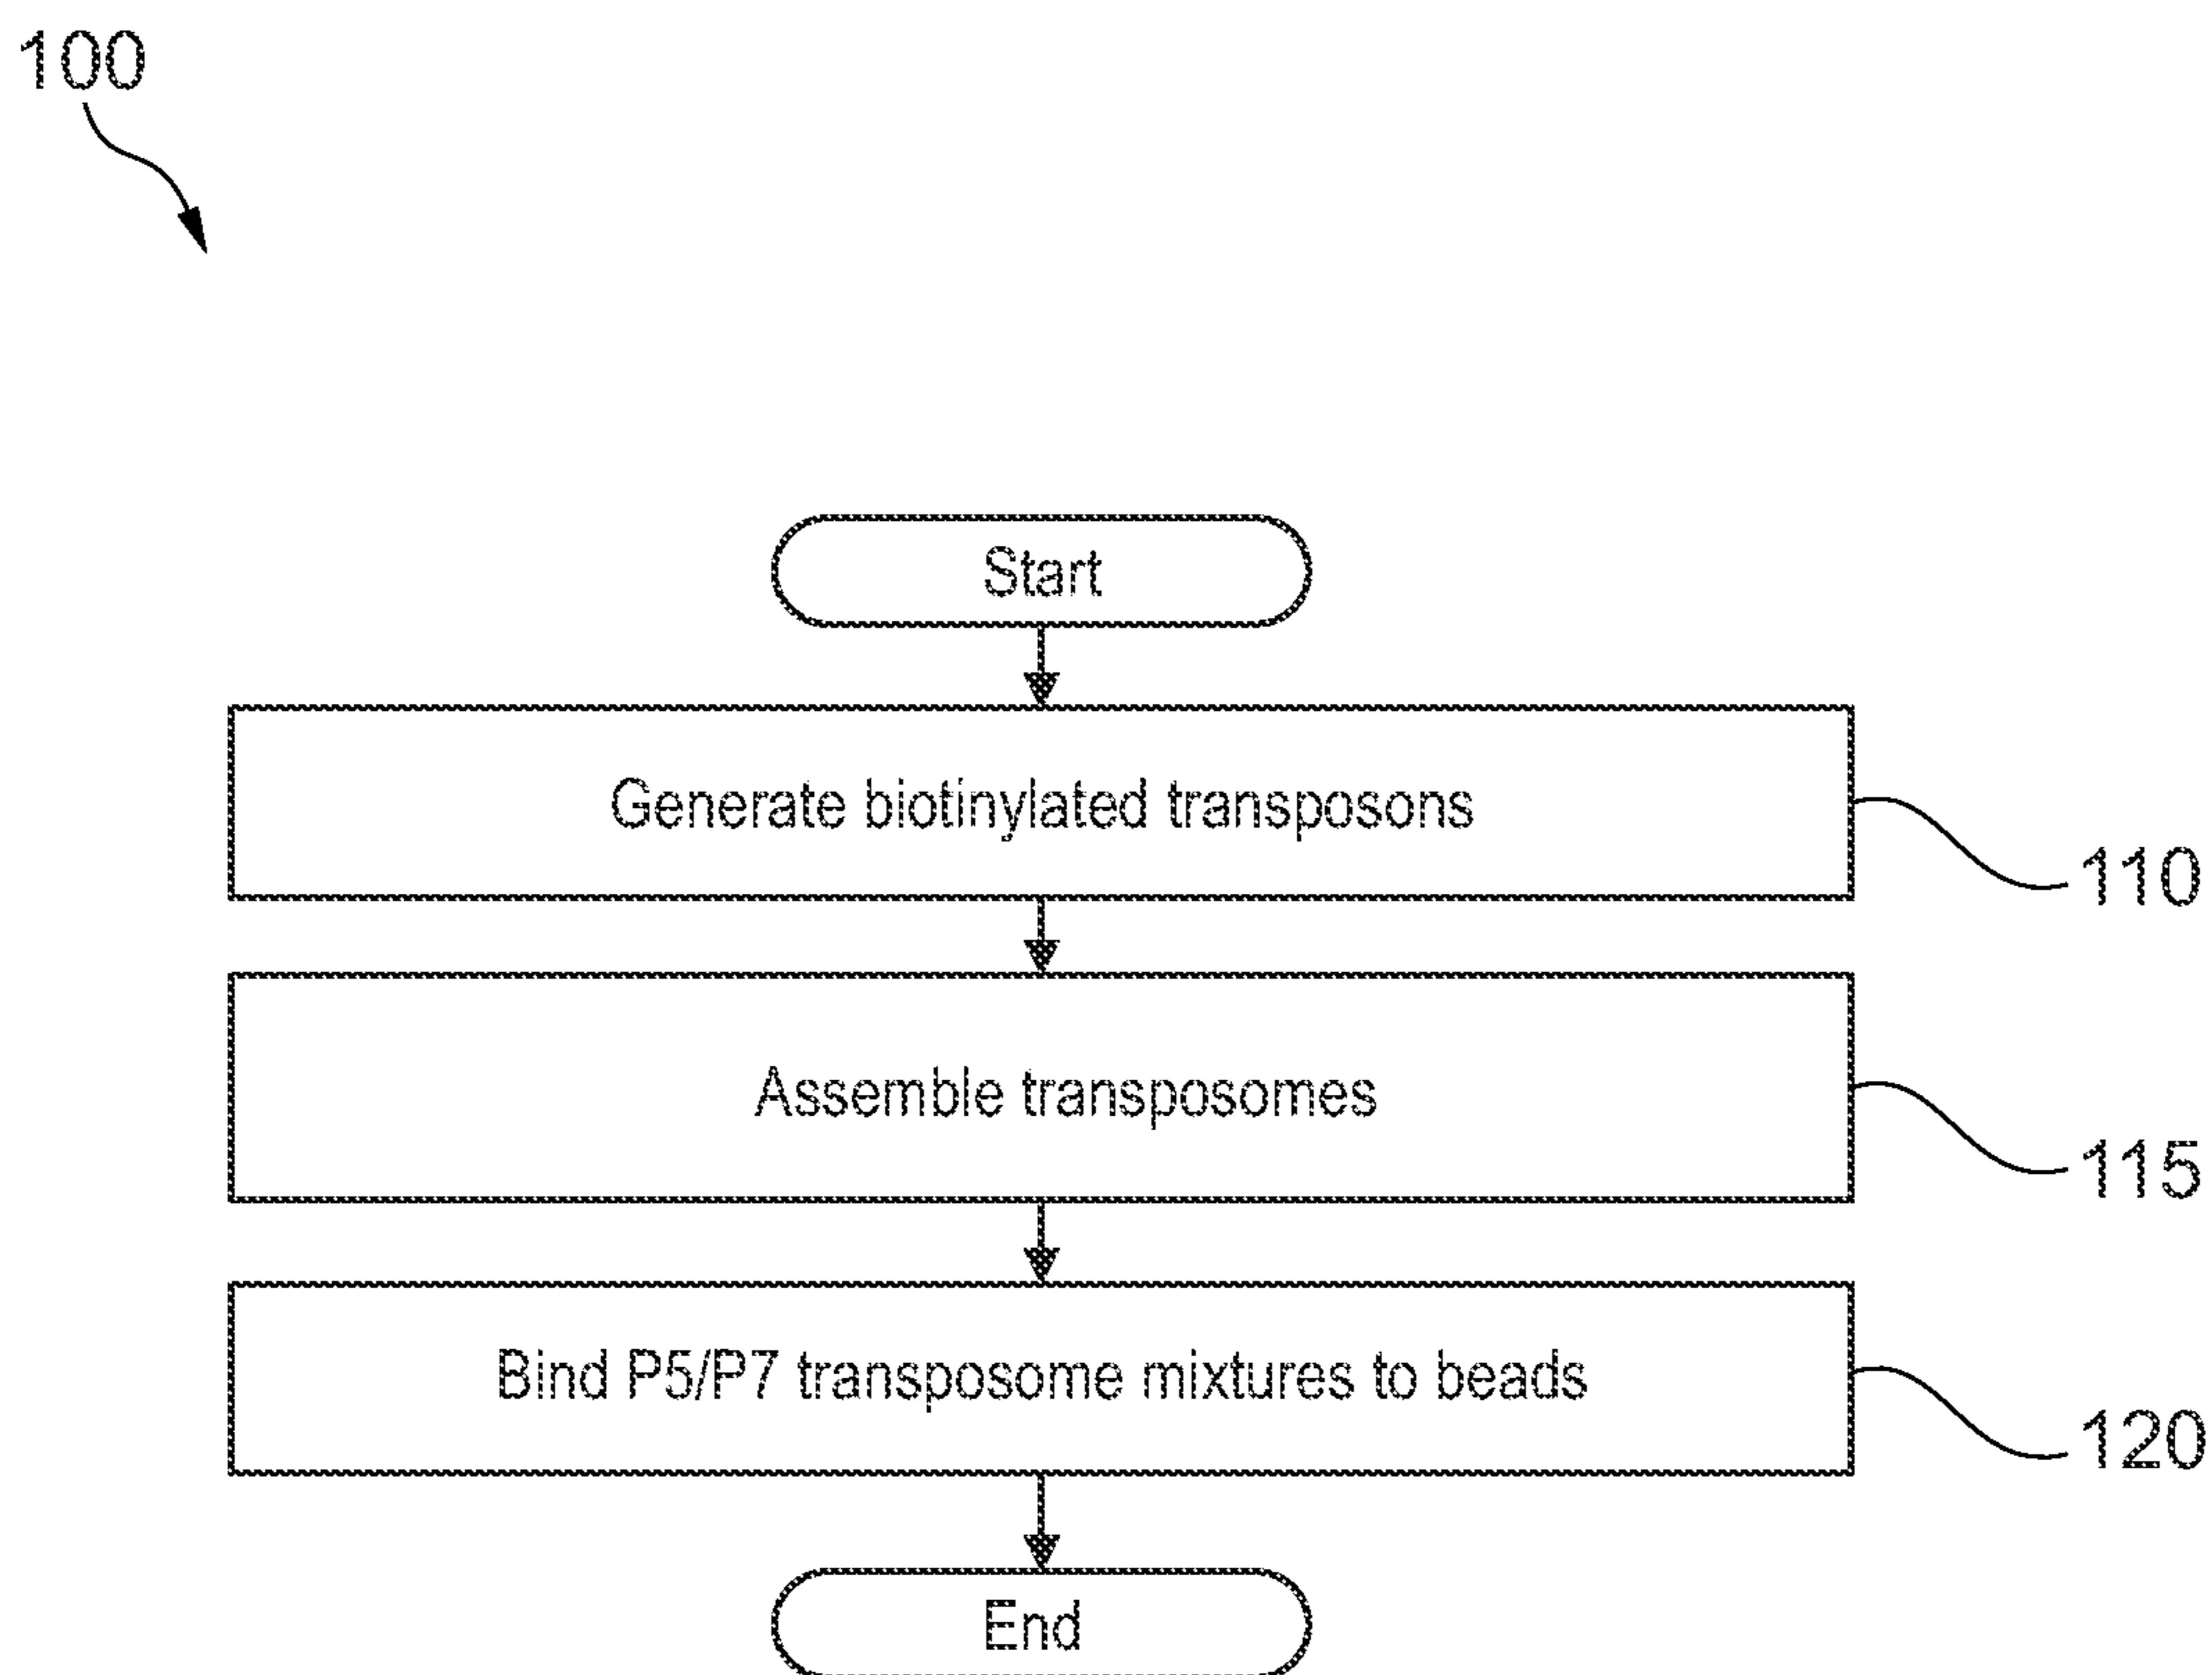 100
Start
Generate biotinylated transposons
110
Assemble transposomes
115
Bind P5/P7 transposome mixtures to beads
120
End